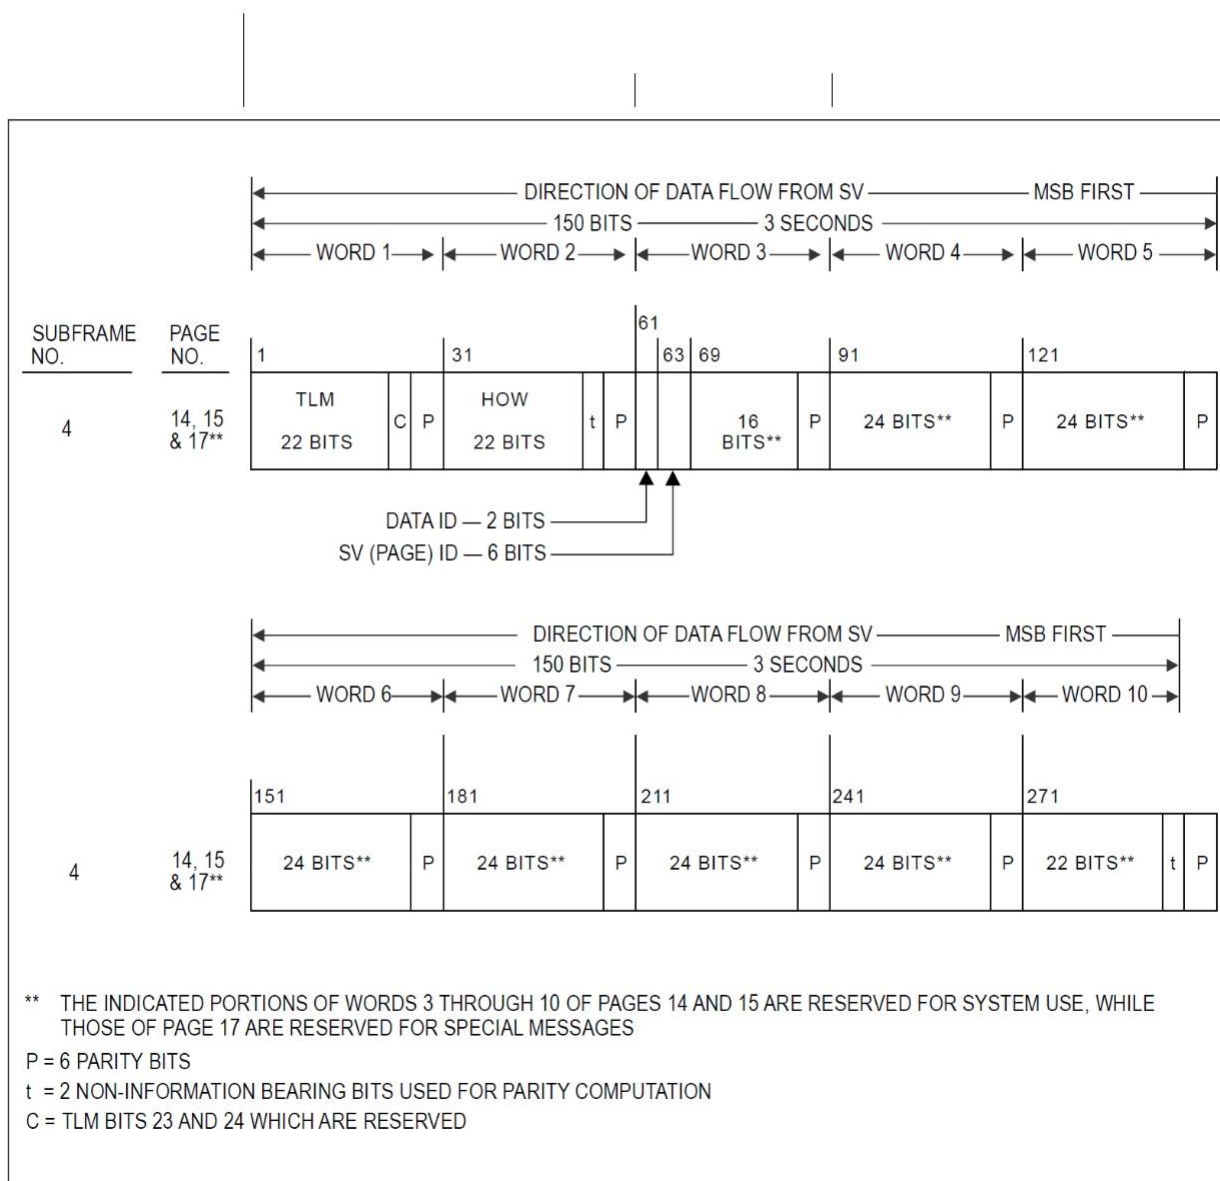 DIRECTION OF DATA FLOW FROM SV MSB FIRST
150 BITS 3 SECONDS
WORD 1 WORD 2 WORD 3 WORD 4 WORD 5
SUBFRAME NO. PAGE NO.
1 31 61 63 69 91 121
4 14, 15 & 17**
TLM 22 BITS C P HOW 22 BITS t P 16 BITS** P 24 BITS** P 24 BITS** P
DATA ID — 2 BITS
SV (PAGE) ID — 6 BITS
DIRECTION OF DATA FLOW FROM SV MSB FIRST
150 BITS 3 SECONDS
WORD 6 WORD 7 WORD 8 WORD 9 WORD 10
151 181 211 241 271
4 14, 15 & 17**
24 BITS** P 24 BITS** P 24 BITS** P 24 BITS** P 22 BITS** t P
** THE INDICATED PORTIONS OF WORDS 3 THROUGH 10 OF PAGES 14 AND 15 ARE RESERVED FOR SYSTEM USE, WHILE
THOSE OF PAGE 17 ARE RESERVED FOR SPECIAL MESSAGES
P = 6 PARITY BITS
t = 2 NON-INFORMATION BEARING BITS USED FOR PARITY COMPUTATION
C = TLM BITS 23 AND 24 WHICH ARE RESERVED